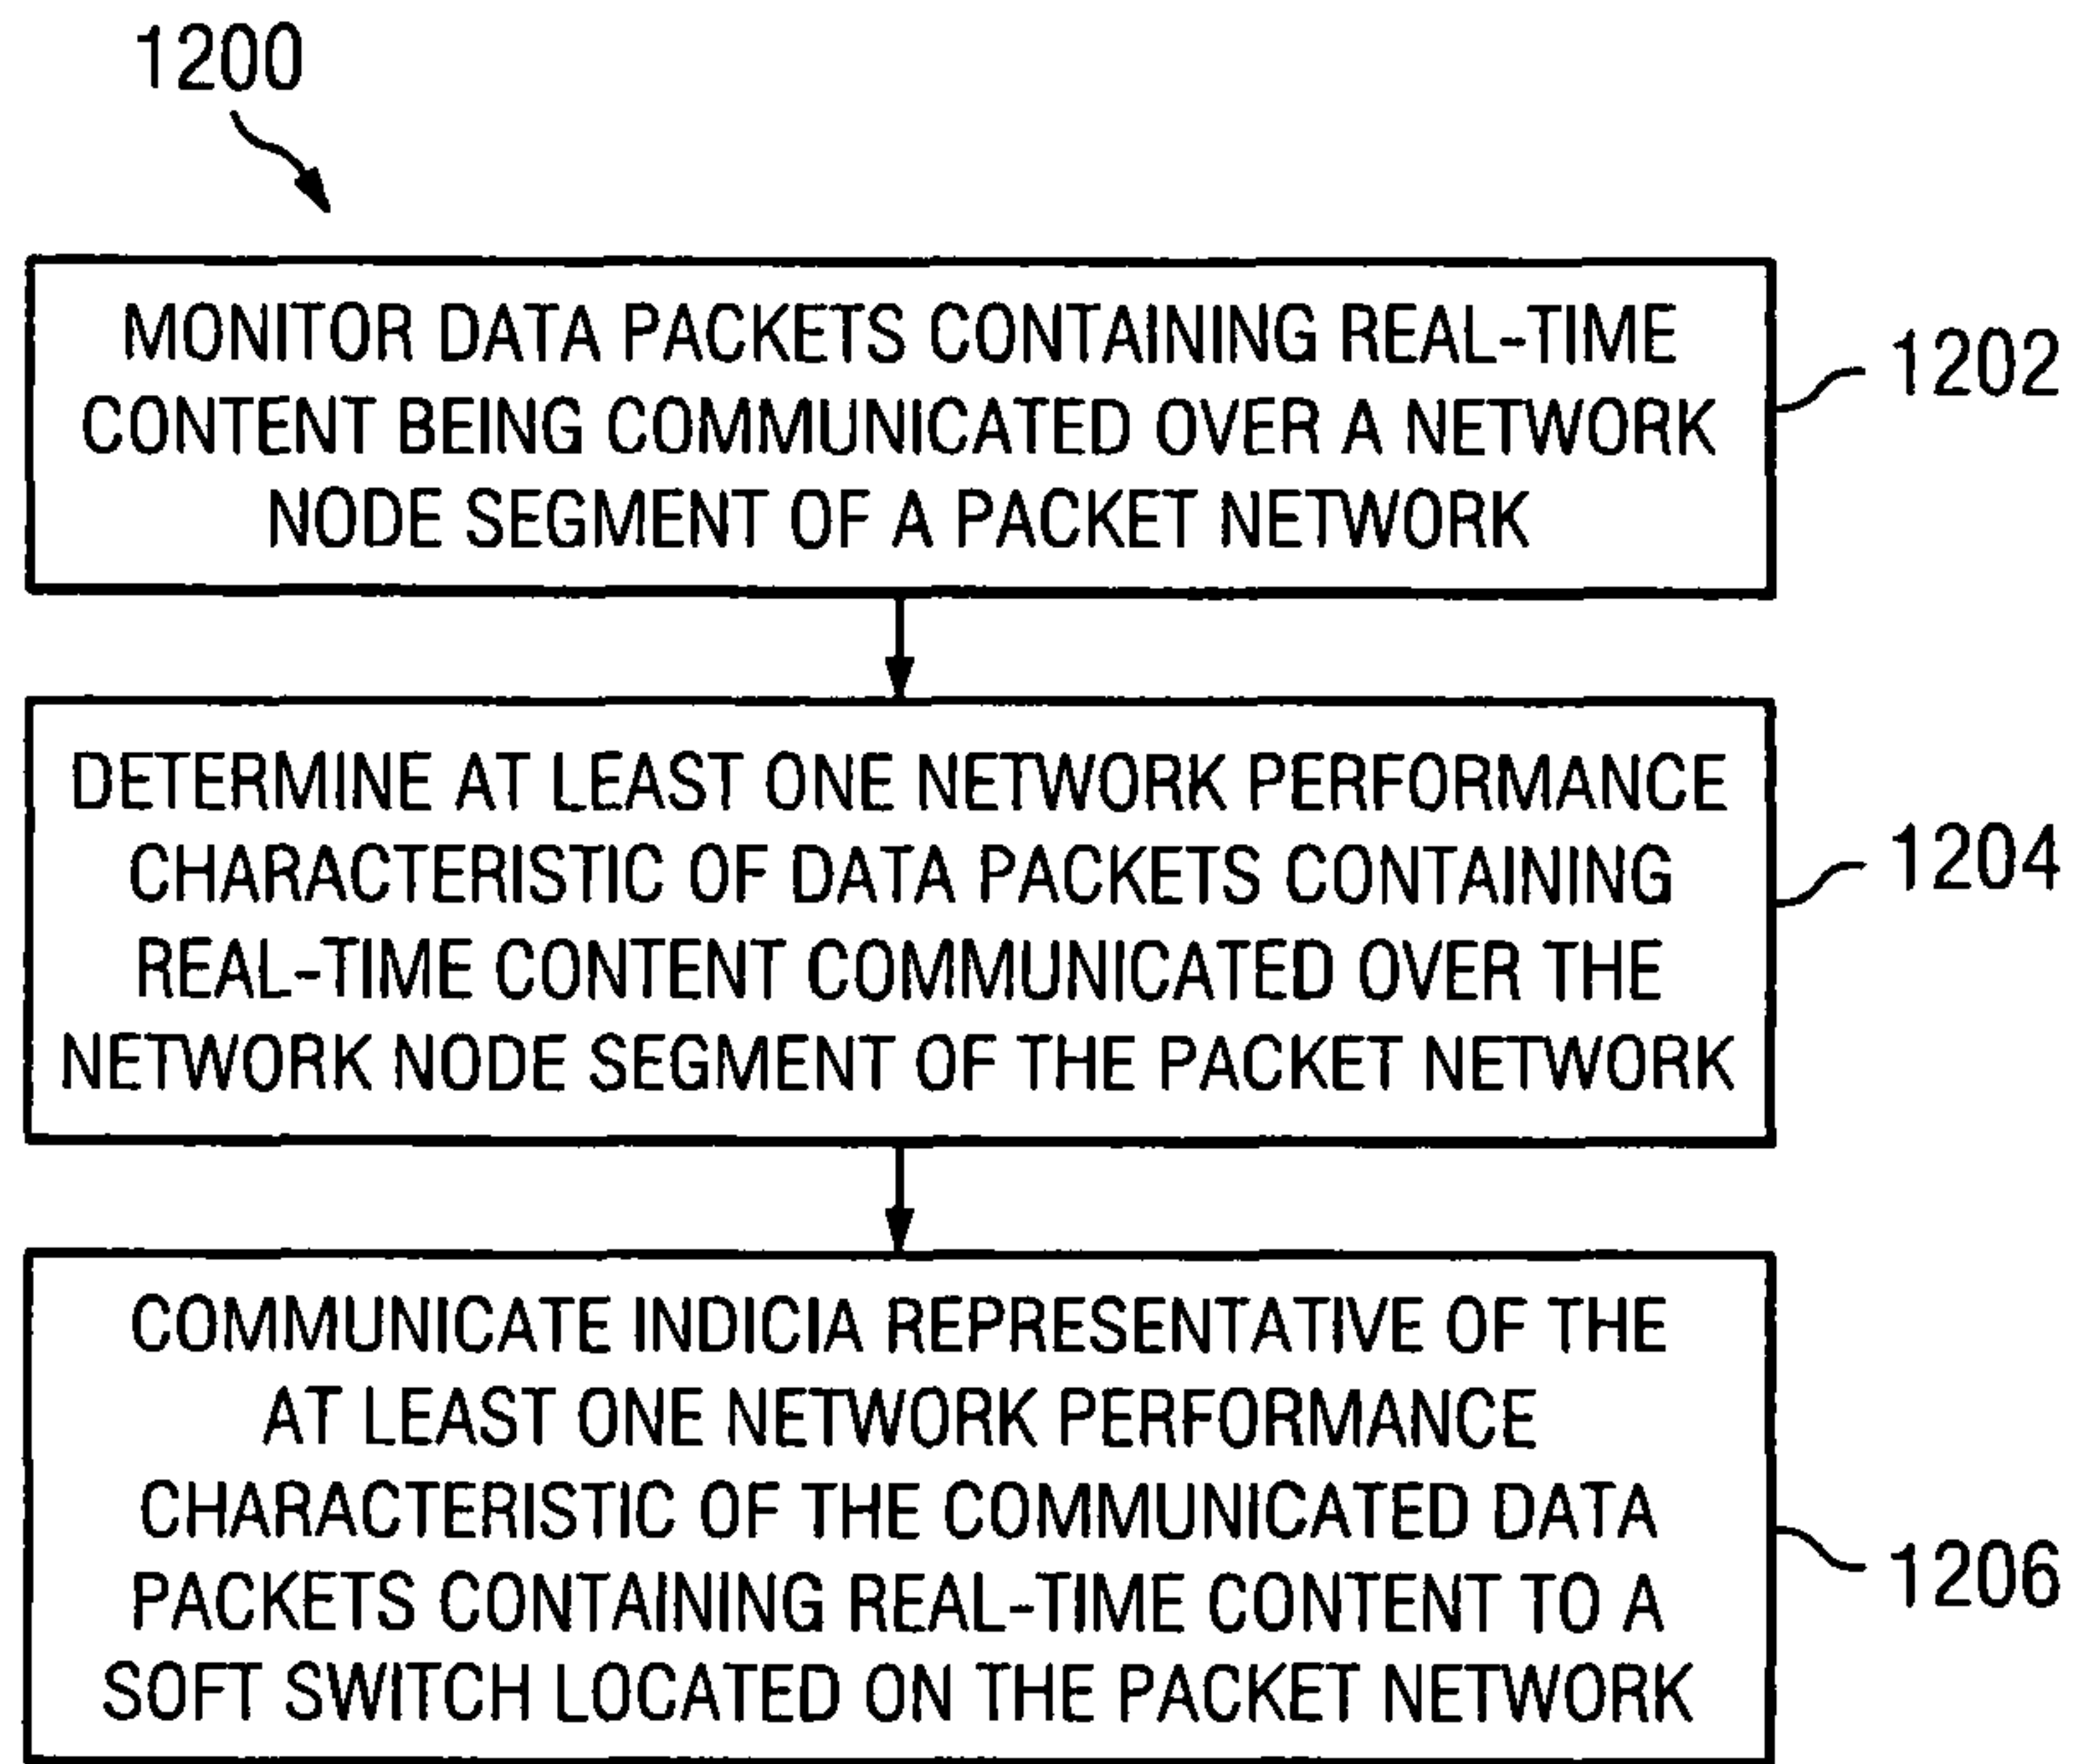 1200
MONITOR DATA PACKETS CONTAINING REAL-TIME
CONTENT BEING COMMUNICATED OVER A NETWORK
NODE SEGMENT OF A PACKET NETWORK
1202
DETERMINE AT LEAST ONE NETWORK PERFORMANCE
CHARACTERISTIC OF DATA PACKETS CONTAINING
REAL-TIME CONTENT COMMUNICATED OVER THE
NETWORK NODE SEGMENT OF THE PACKET NETWORK
1204
COMMUNICATE INDICIA REPRESENTATIVE OF THE
AT LEAST ONE NETWORK PERFORMANCE
CHARACTERISTIC OF THE COMMUNICATED DATA
PACKETS CONTAINING REAL-TIME CONTENT TO A
SOFT SWITCH LOCATED ON THE PACKET NETWORK
1206